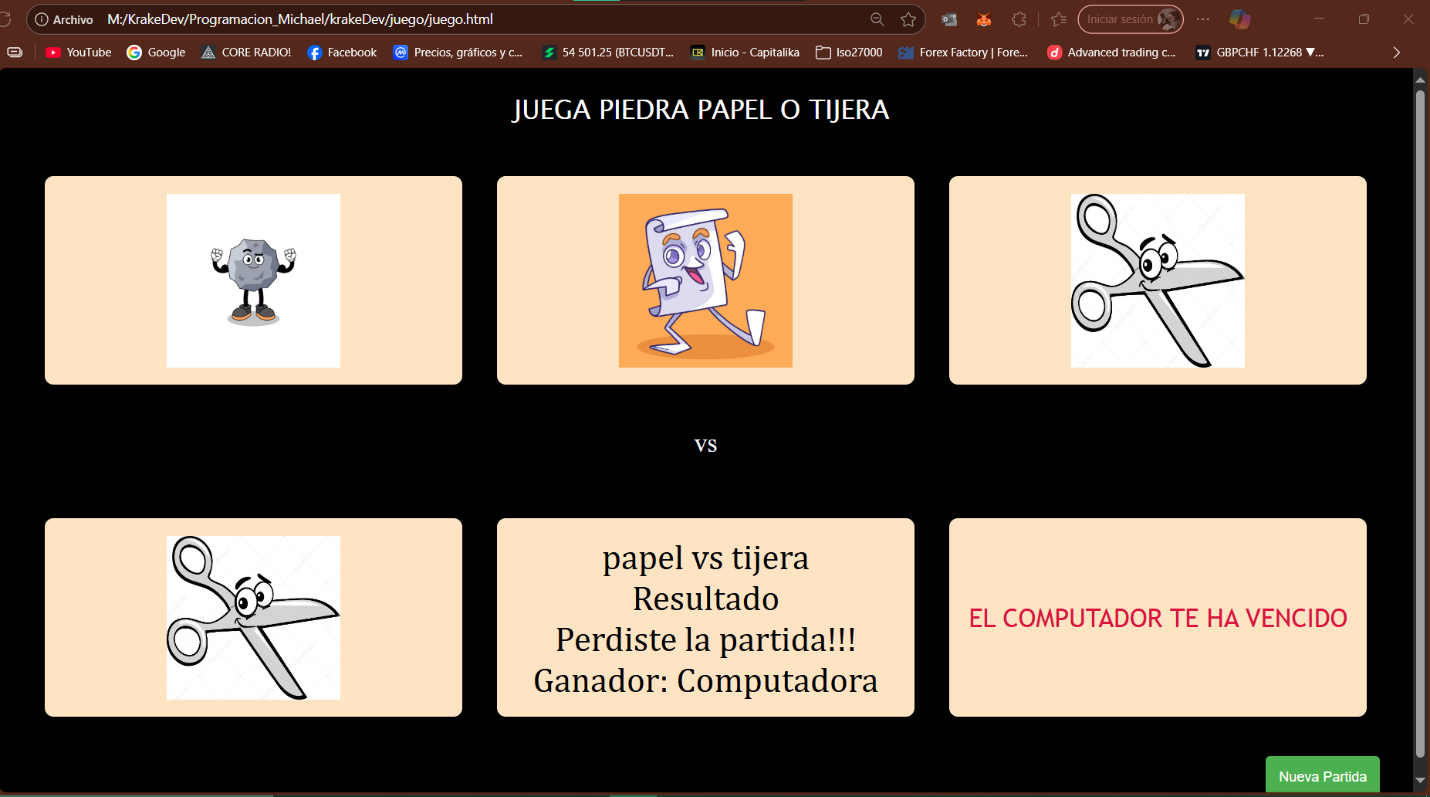 Archivo M:/KrakeDev/Programacion_Michael/krakeDev/juego/juego.html
Iniciar sesión
YouTube Google CORE RADIO! Facebook Precios, gráficos y c... 54 501.25 (BTCUSDT... Inicio - Capitalika Iso27000 Forex Factory | Fore... Advanced trading c... GBPCHF 1.12268 ▼...
JUEGA PIEDRA PAPEL O TIJERA
vs
papel vs tijera
Resultado
Perdiste la partida!!!
Ganador: Computadora
EL COMPUTADOR TE HA VENCIDO
Nueva Partida